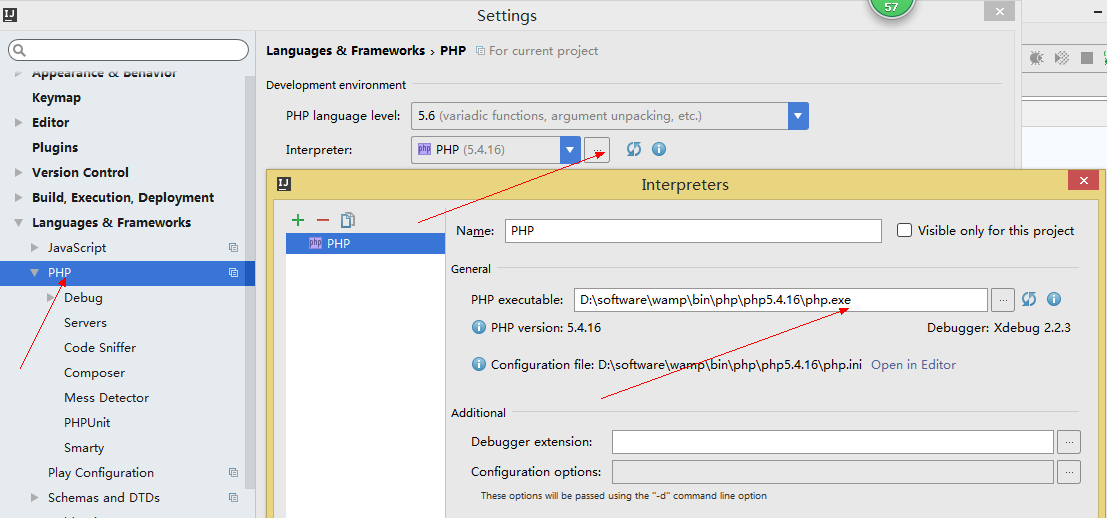 57
Settings
Appearance & Behavior
Keymap
Editor
Plugins
Version Control
Build, Execution, Deployment
Languages & Frameworks
JavaScript
PHP
Debug
Servers
Code Sniffer
Composer
Mess Detector
PHPUnit
Smarty
Play Configuration
Schemas and DTDs
Languages & Frameworks › PHP For current project
Development environment
PHP language level: 5.6 (variadic functions, argument unpacking, etc.)
Interpreter: php PHP (5.4.16) ...
Interpreters
php PHP
Name: PHP Visible only for this project
General
PHP executable: D:\software\wamp\bin\php\php5.4.16\php.exe ...
PHP version: 5.4.16 Debugger: Xdebug 2.2.3
Configuration file: D:\software\wamp\bin\php\php5.4.16\php.ini Open in Editor
Additional
Debugger extension: ...
Configuration options: ...
These options will be passed using the "-d" command line option